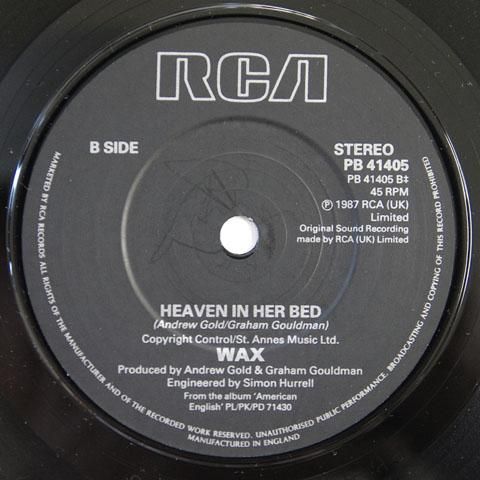 RCA
B SIDE
STEREO
PB 41405
PB 41405 B‡
45 RPM
Ⓟ 1987 RCA (UK)
Limited
Original Sound Recording
made by RCA (UK) Limited
HEAVEN IN HER BED
(Andrew Gold/Graham Gouldman)
Copyright Control/St. Annes Music Ltd.
WAX
Produced by Andrew Gold & Graham Gouldman
Engineered by Simon Hurrell
From the album 'American
English' PL/PK/PD 71430
MARKETED BY RCA RECORDS ALL RIGHTS OF THE MANUFACTURER AND OF THE RECORDED WORK RESERVED. UNAUTHORISED PUBLIC PERFORMANCE, BROADCASTING AND COPYING OF THIS RECORD PROHIBITED
MANUFACTURED IN ENGLAND